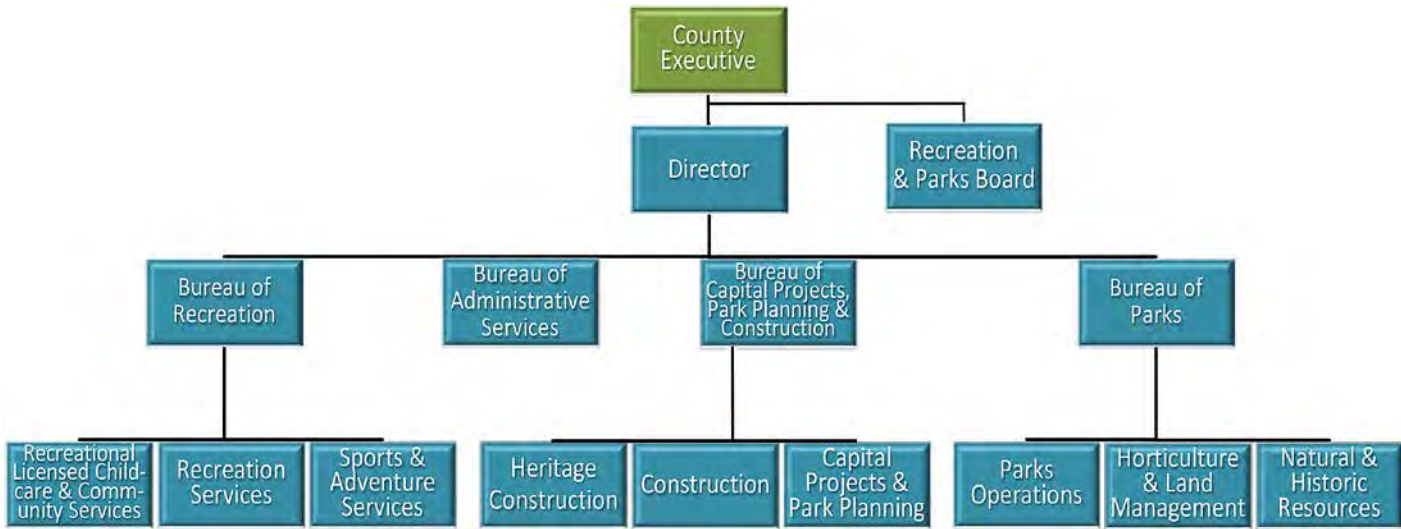 County
Executive
Director
Recreation
& Parks Board
Bureau of
Recreation
Bureau of
Administrative
Services
Bureau of
Capital Projects,
Park Planning &
Construction
Bureau of
Parks
Recreational
Licensed Child-
care & Comm-
unity Services
Recreation
Services
Sports &
Adventure
Services
Heritage
Construction
Construction
Capital
Projects &
Park Planning
Parks
Operations
Horticulture
& Land
Management
Natural &
Historic
Resources